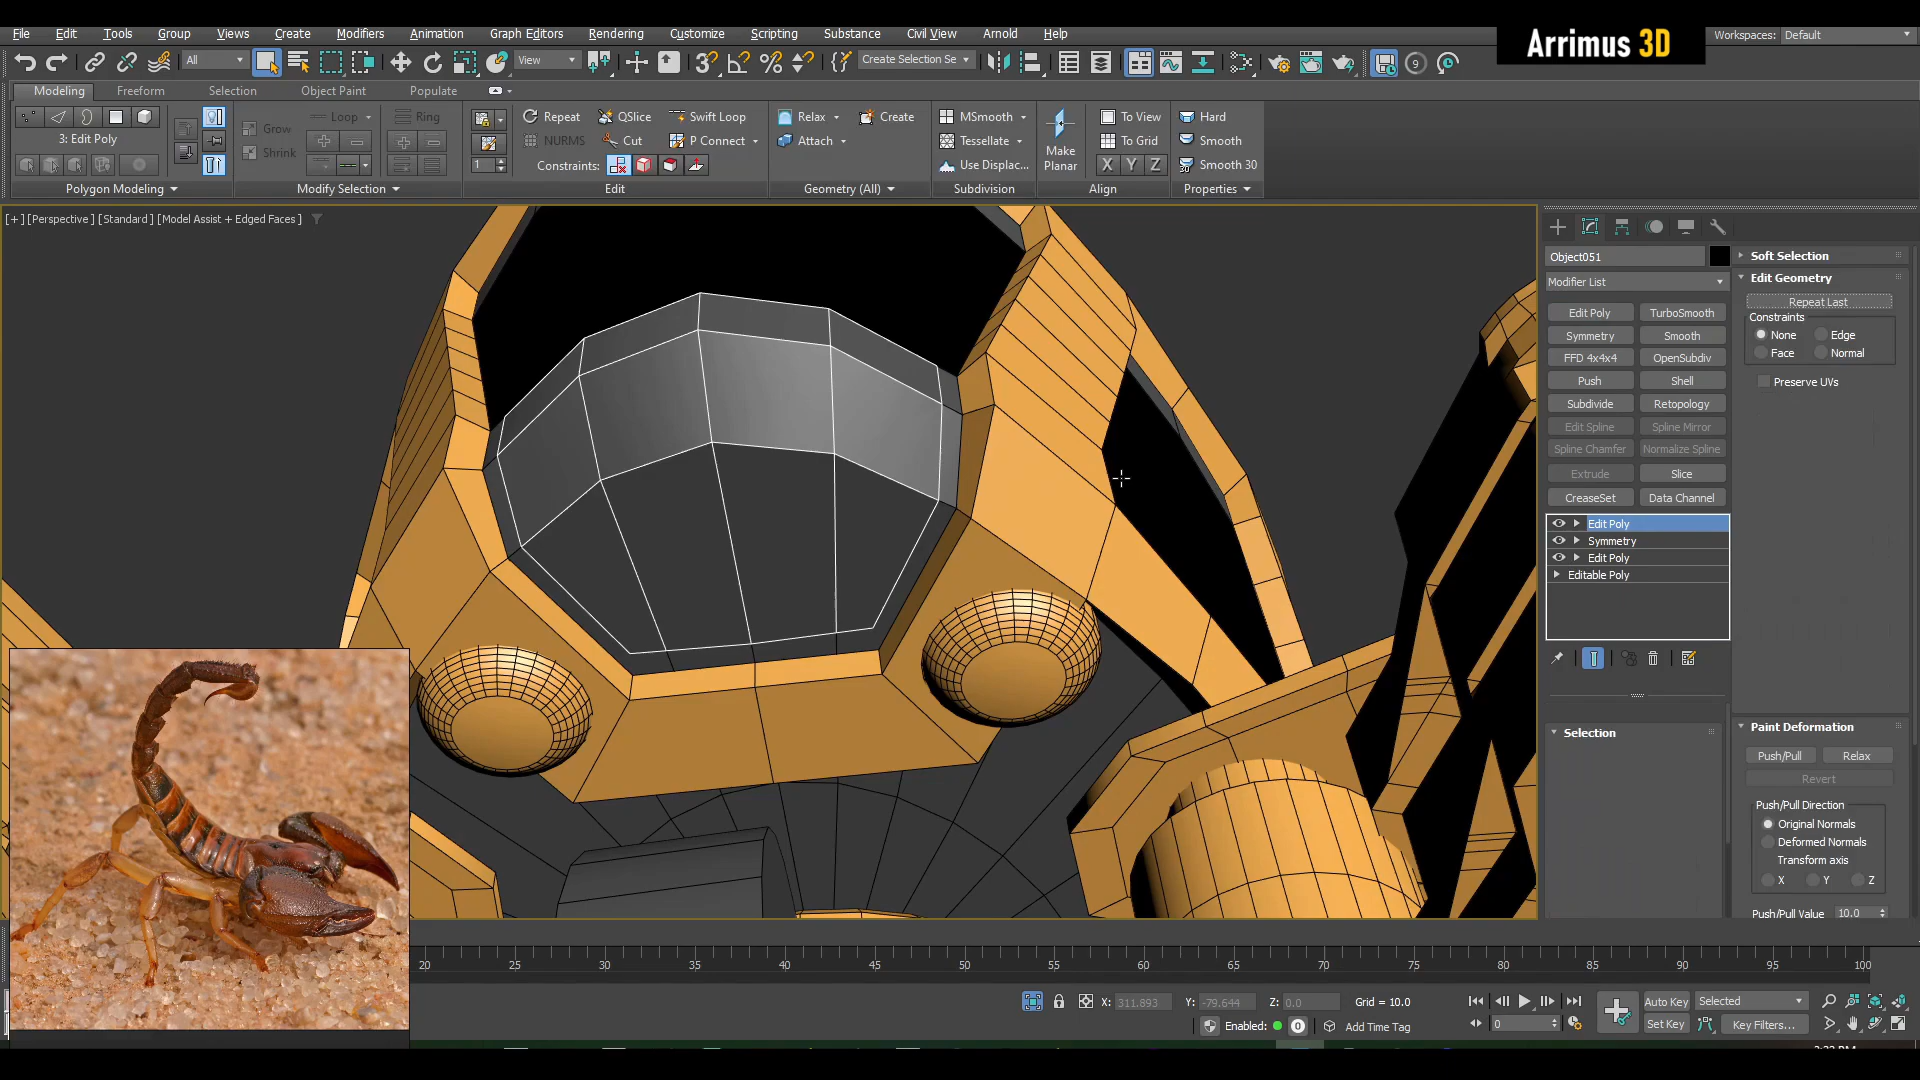 File Edit Tools Group Views Create Modifiers Animation Graph Editors Rendering Customize Scripting Substance Civil View Arnold Help
Arrimus 3D
Workspaces: Default
All View Create Selection Se 9
Modeling Freeform Selection Object Paint Populate
Grow Loop Ring Repeat QSlice Swift Loop Relax Create MSmooth To View Hard
3: Edit Poly NURMS Cut P Connect Attach Tessellate Make Planar To Grid Smooth
Shrink 1 Constraints: Use Displac... X Y Z Smooth 30
Polygon Modeling Modify Selection Edit Geometry (All) Subdivision Align Properties
[+] [Perspective ] [Standard ] [Model Assist + Edged Faces ]
Object051
Modifier List
Edit Poly TurboSmooth
Symmetry Smooth
FFD 4x4x4 OpenSubdiv
Push Shell
Subdivide Retopology
Edit Spline Spline Mirror
Spline Chamfer Normalize Spline
Extrude Slice
CreaseSet Data Channel
Edit Poly
Symmetry
Edit Poly
Editable Poly
Selection
Soft Selection
Edit Geometry
Repeat Last
Constraints
None Edge
Face Normal
Preserve UVs
Paint Deformation
Push/Pull Relax
Revert
Push/Pull Direction
Original Normals
Deformed Normals
Transform axis
X Y Z
Push/Pull Value 10.0
20 25 30 35 40 45 50 55 60 65 70 75 80 85 90 95 100
X: 311.893 Y: -79.644 Z: 0.0 Grid = 10.0
Auto Key Selected
Enabled: 0 Add Time Tag
0 Set Key Key Filters...